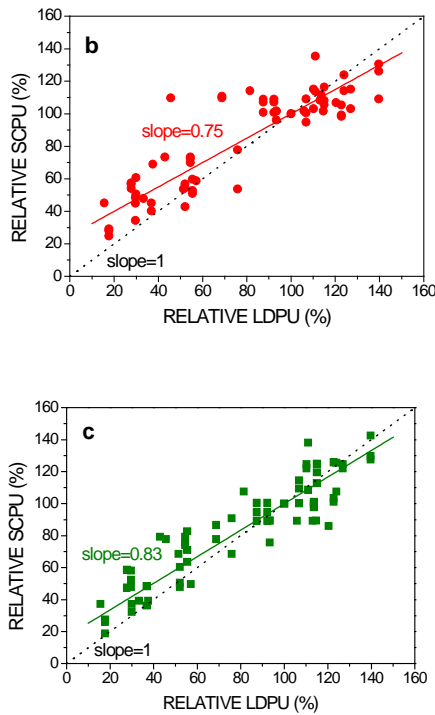 b
160
140
120
100
80
60
40
20
0
RELATIVE SCPU (%)
slope=0.75
slope=1
0 20 40 60 80 100 120 140 160
RELATIVE LDPU (%)
c
160
140
120
100
80
60
40
20
0
RELATIVE SCPU (%)
slope=0.83
slope=1
0 20 40 60 80 100 120 140 160
RELATIVE LDPU (%)